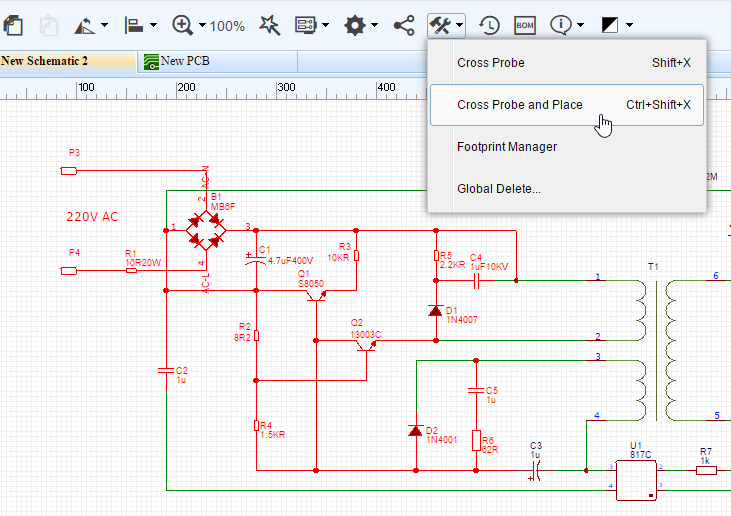 100%
BOM
New Schematic 2
New PCB
100
200
300
400
Cross Probe Shift+X
Cross Probe and Place Ctrl+Shift+X
Footprint Manager
Global Delete...
2M
P3
AC-N
2
B1
MB6F
220V AC
1
3
4
AC-L
P4
R1
10R20W
C1
4.7uF400V
R3
10KR
Q1
S8050
R5
2.2KR
C4
1uF10KV
T1
1
6
D1
1N4007
Q2
13003C
R2
8R2
2
3
C2
1u
C5
1u
4
5
R4
1.5KR
D2
1N4001
R6
62R
C3
1u
U1
817C
3
2
4
1
R7
1k